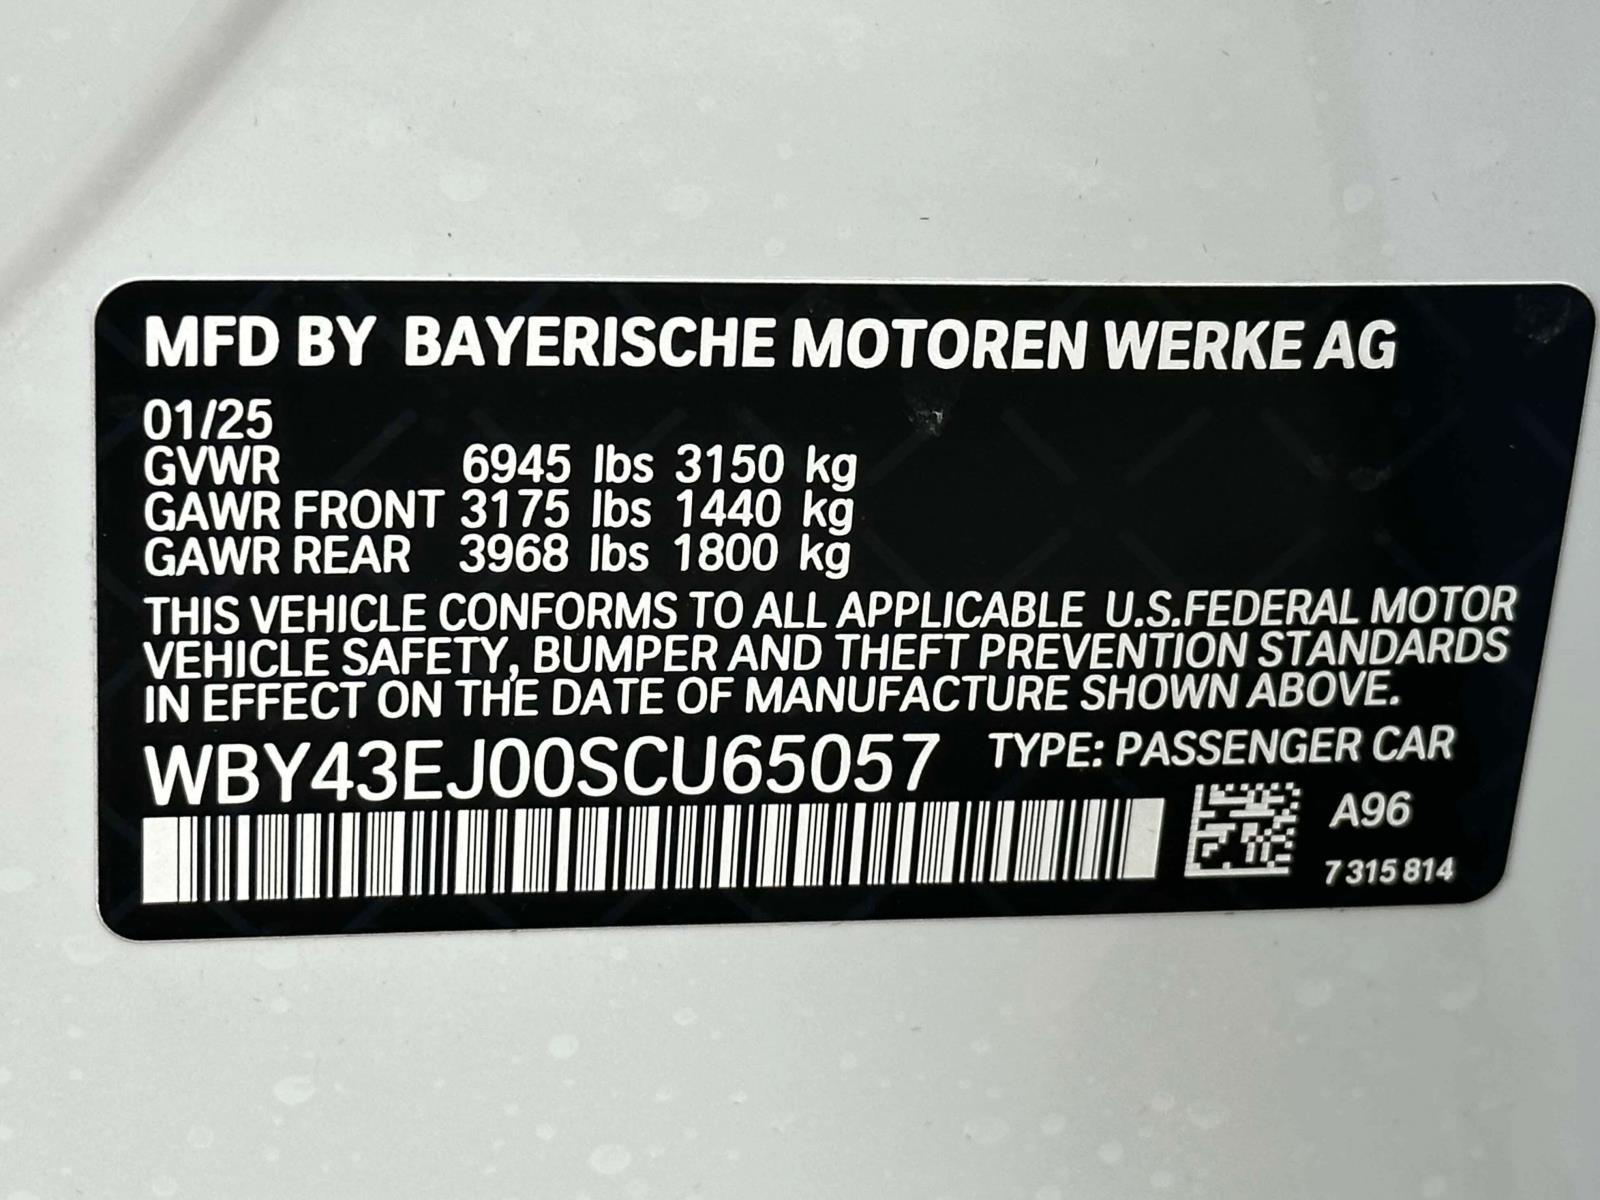 MFD BY BAYERISCHE MOTOREN WERKE AG
01/25
GVWR 6945 lbs 3150 kg
GAWR FRONT 3175 lbs 1440 kg
GAWR REAR 3968 lbs 1800 kg
THIS VEHICLE CONFORMS TO ALL APPLICABLE U.S.FEDERAL MOTOR
VEHICLE SAFETY, BUMPER AND THEFT PREVENTION STANDARDS
IN EFFECT ON THE DATE OF MANUFACTURE SHOWN ABOVE.
WBY43EJ00SCU65057 TYPE: PASSENGER CAR
A96
7 315 814